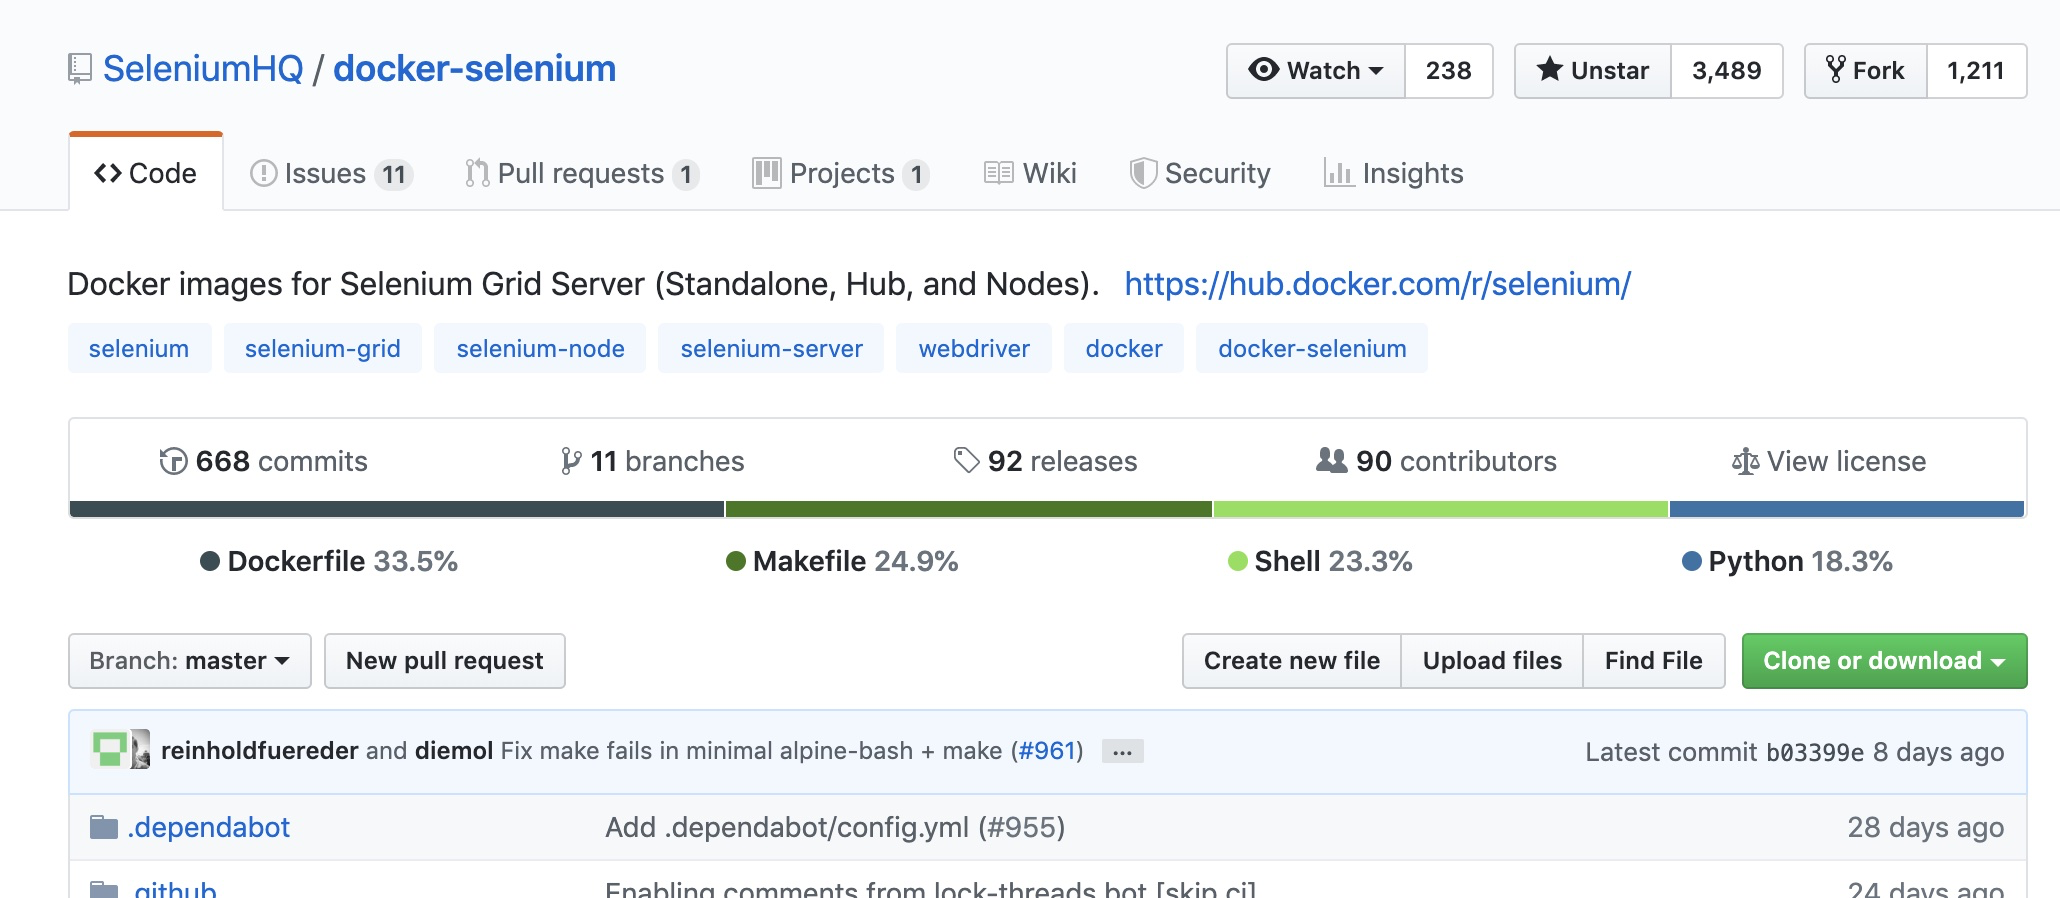 SeleniumHQ / docker-selenium
Watch 238 Unstar 3,489 Fork 1,211
Code Issues 11 Pull requests 1 Projects 1 Wiki Security Insights
Docker images for Selenium Grid Server (Standalone, Hub, and Nodes). https://hub.docker.com/r/selenium/
selenium selenium-grid selenium-node selenium-server webdriver docker docker-selenium
668 commits 11 branches 92 releases 90 contributors View license
Dockerfile 33.5% Makefile 24.9% Shell 23.3% Python 18.3%
Branch: master New pull request Create new file Upload files Find File Clone or download
reinholdfuereder and diemol Fix make fails in minimal alpine-bash + make (#961) ... Latest commit b03399e 8 days ago
.dependabot Add .dependabot/config.yml (#955) 28 days ago
.github Enabling comments from lock-threads bot [skip ci] 24 days ago